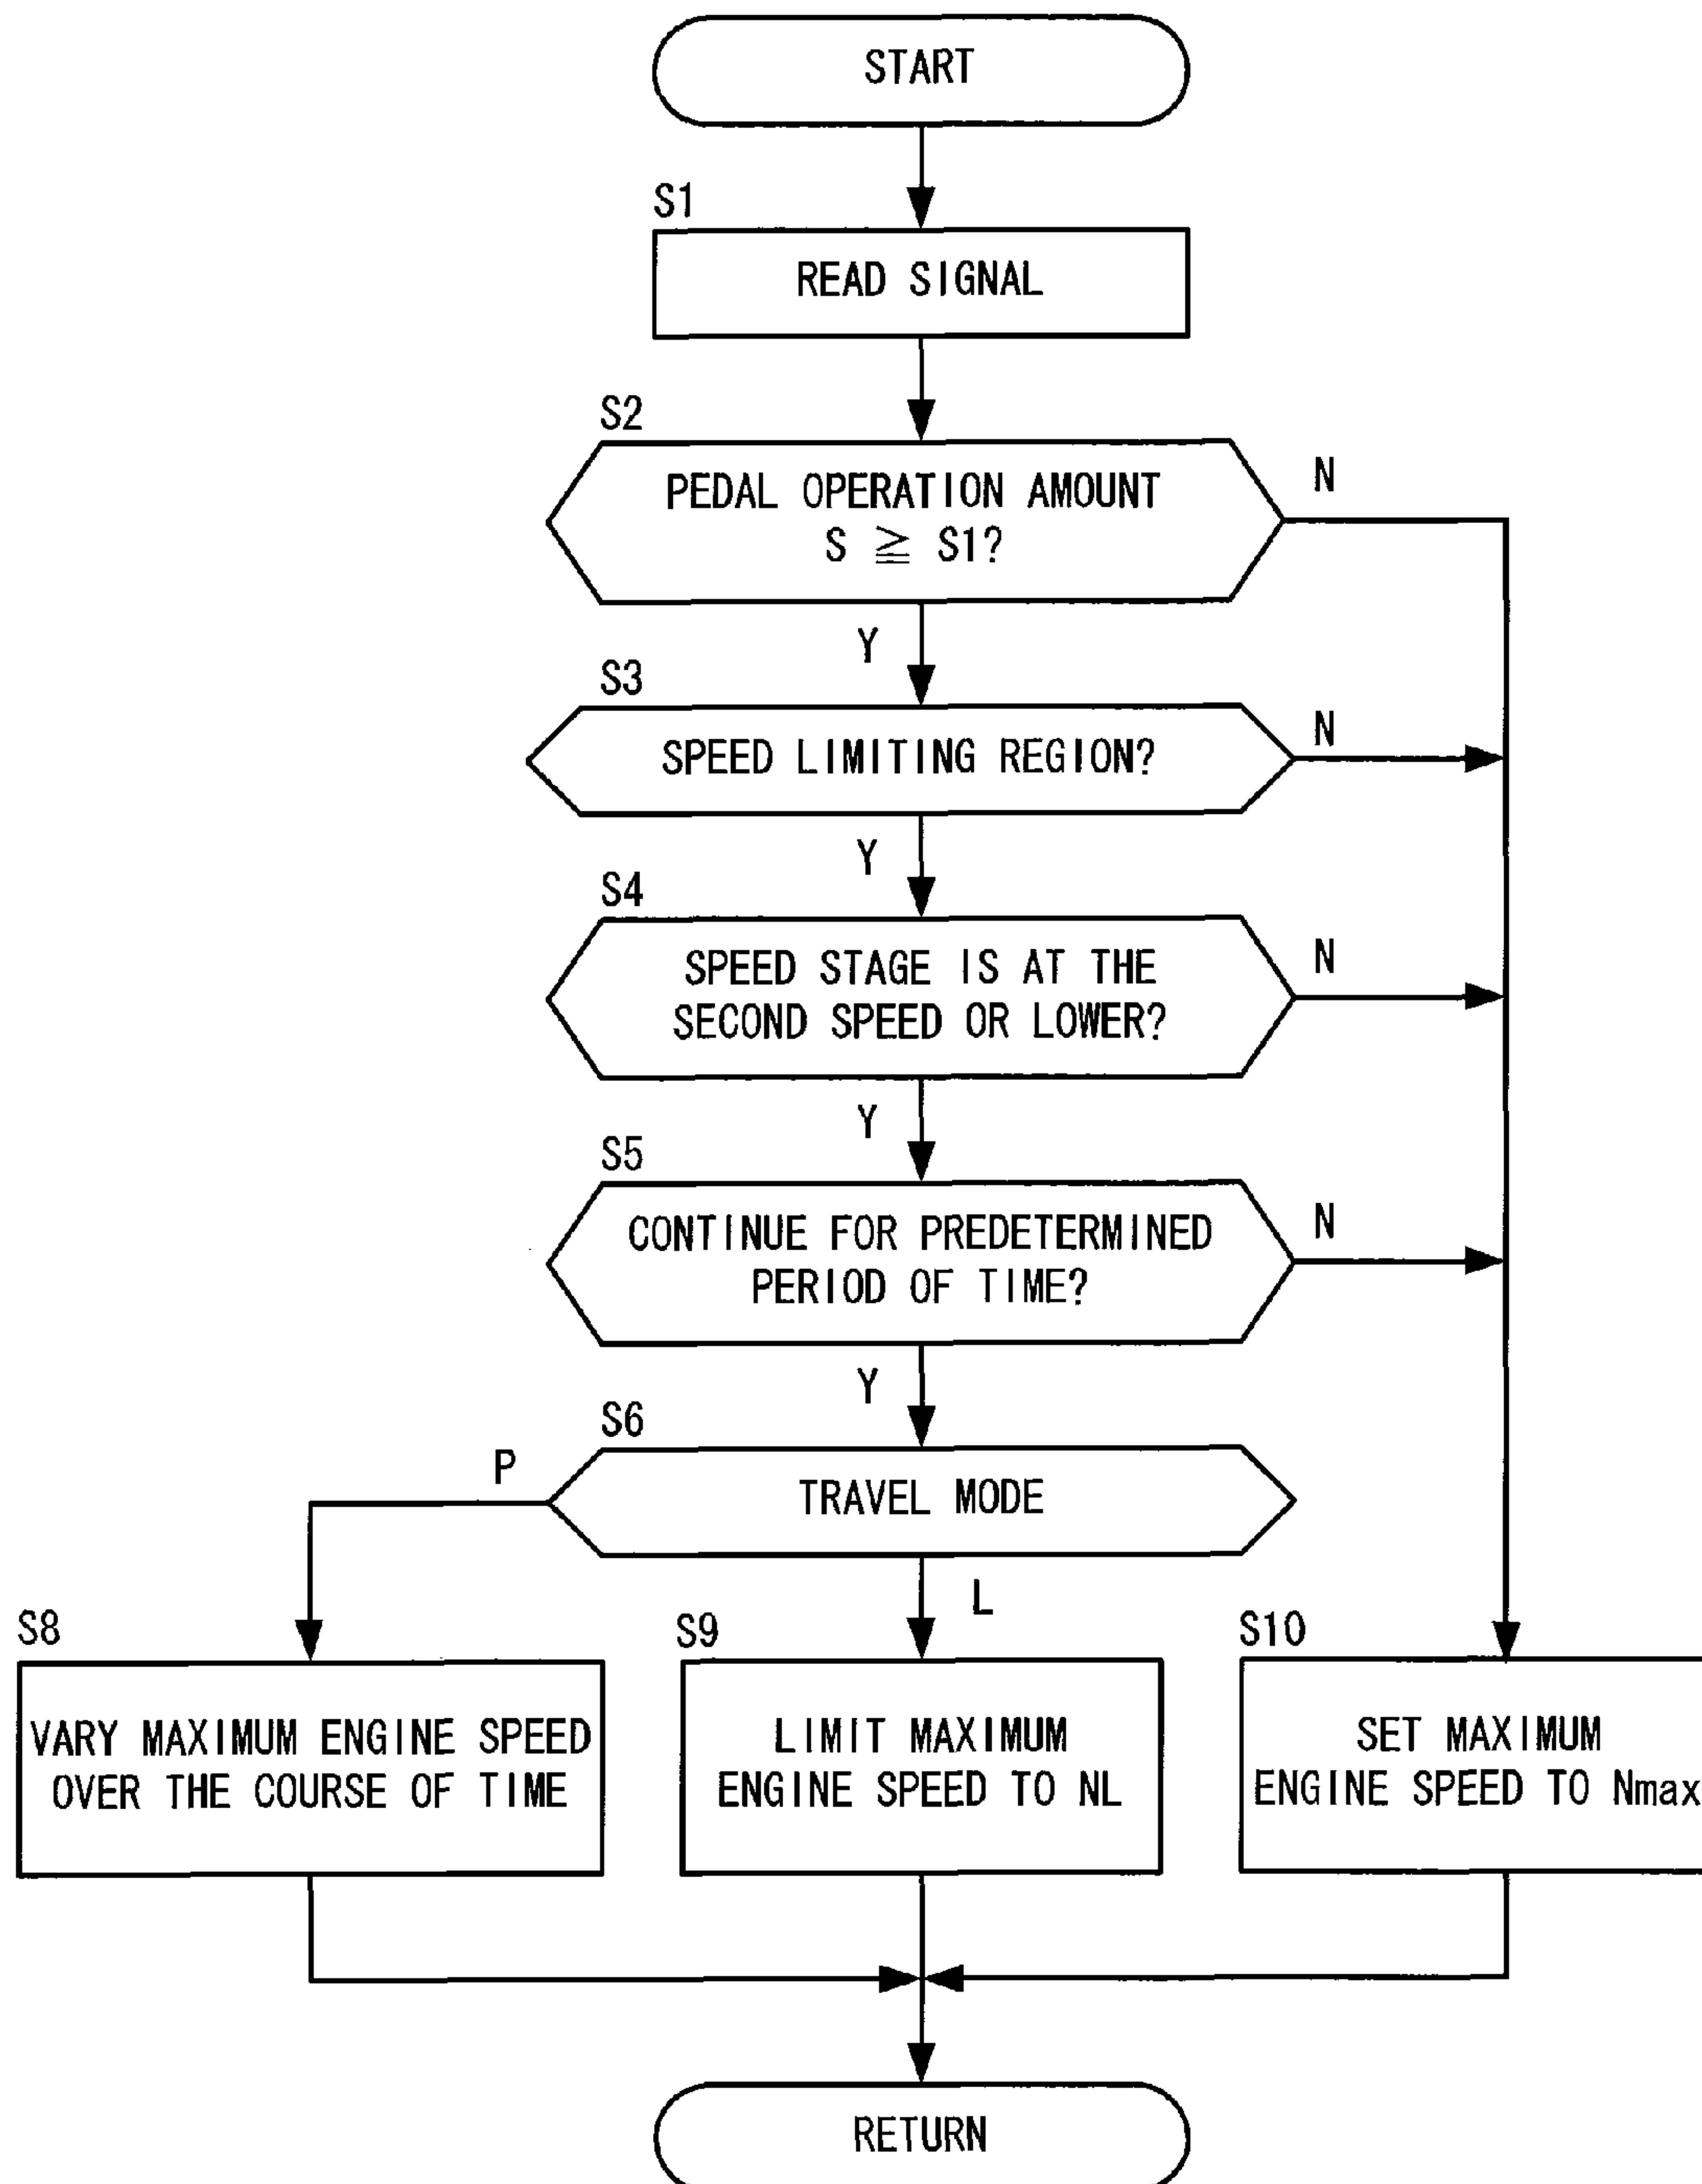 START
S1
READ SIGNAL
S2
PEDAL OPERATION AMOUNT
S ≧ S1?
N
Y
S3
SPEED LIMITING REGION?
N
Y
S4
SPEED STAGE IS AT THE
SECOND SPEED OR LOWER?
N
Y
S5
CONTINUE FOR PREDETERMINED
PERIOD OF TIME?
N
Y
S6
TRAVEL MODE
P
L
S8
VARY MAXIMUM ENGINE SPEED
OVER THE COURSE OF TIME
S9
LIMIT MAXIMUM
ENGINE SPEED TO NL
S10
SET MAXIMUM
ENGINE SPEED TO Nmax
RETURN